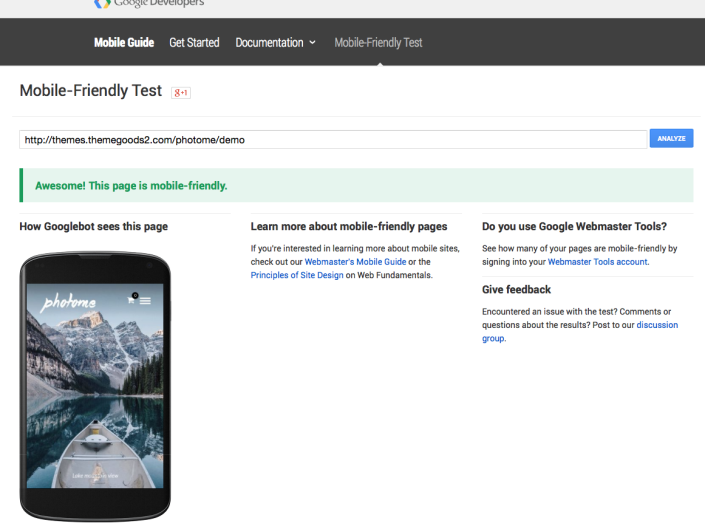 Google Developers
Mobile Guide Get Started Documentation Mobile-Friendly Test
Mobile-Friendly Test g+1
http://themes.themegoods2.com/photome/demo ANALYZE
Awesome! This page is mobile-friendly.
How Googlebot sees this page
photome 0
Learn more about mobile-friendly pages
If you're interested in learning more about mobile sites,
check out our Webmaster's Mobile Guide or the
Principles of Site Design on Web Fundamentals.
Do you use Google Webmaster Tools?
See how many of your pages are mobile-friendly by
signing into your Webmaster Tools account.
Give feedback
Encountered an issue with the test? Comments or
questions about the results? Post to our discussion
group.